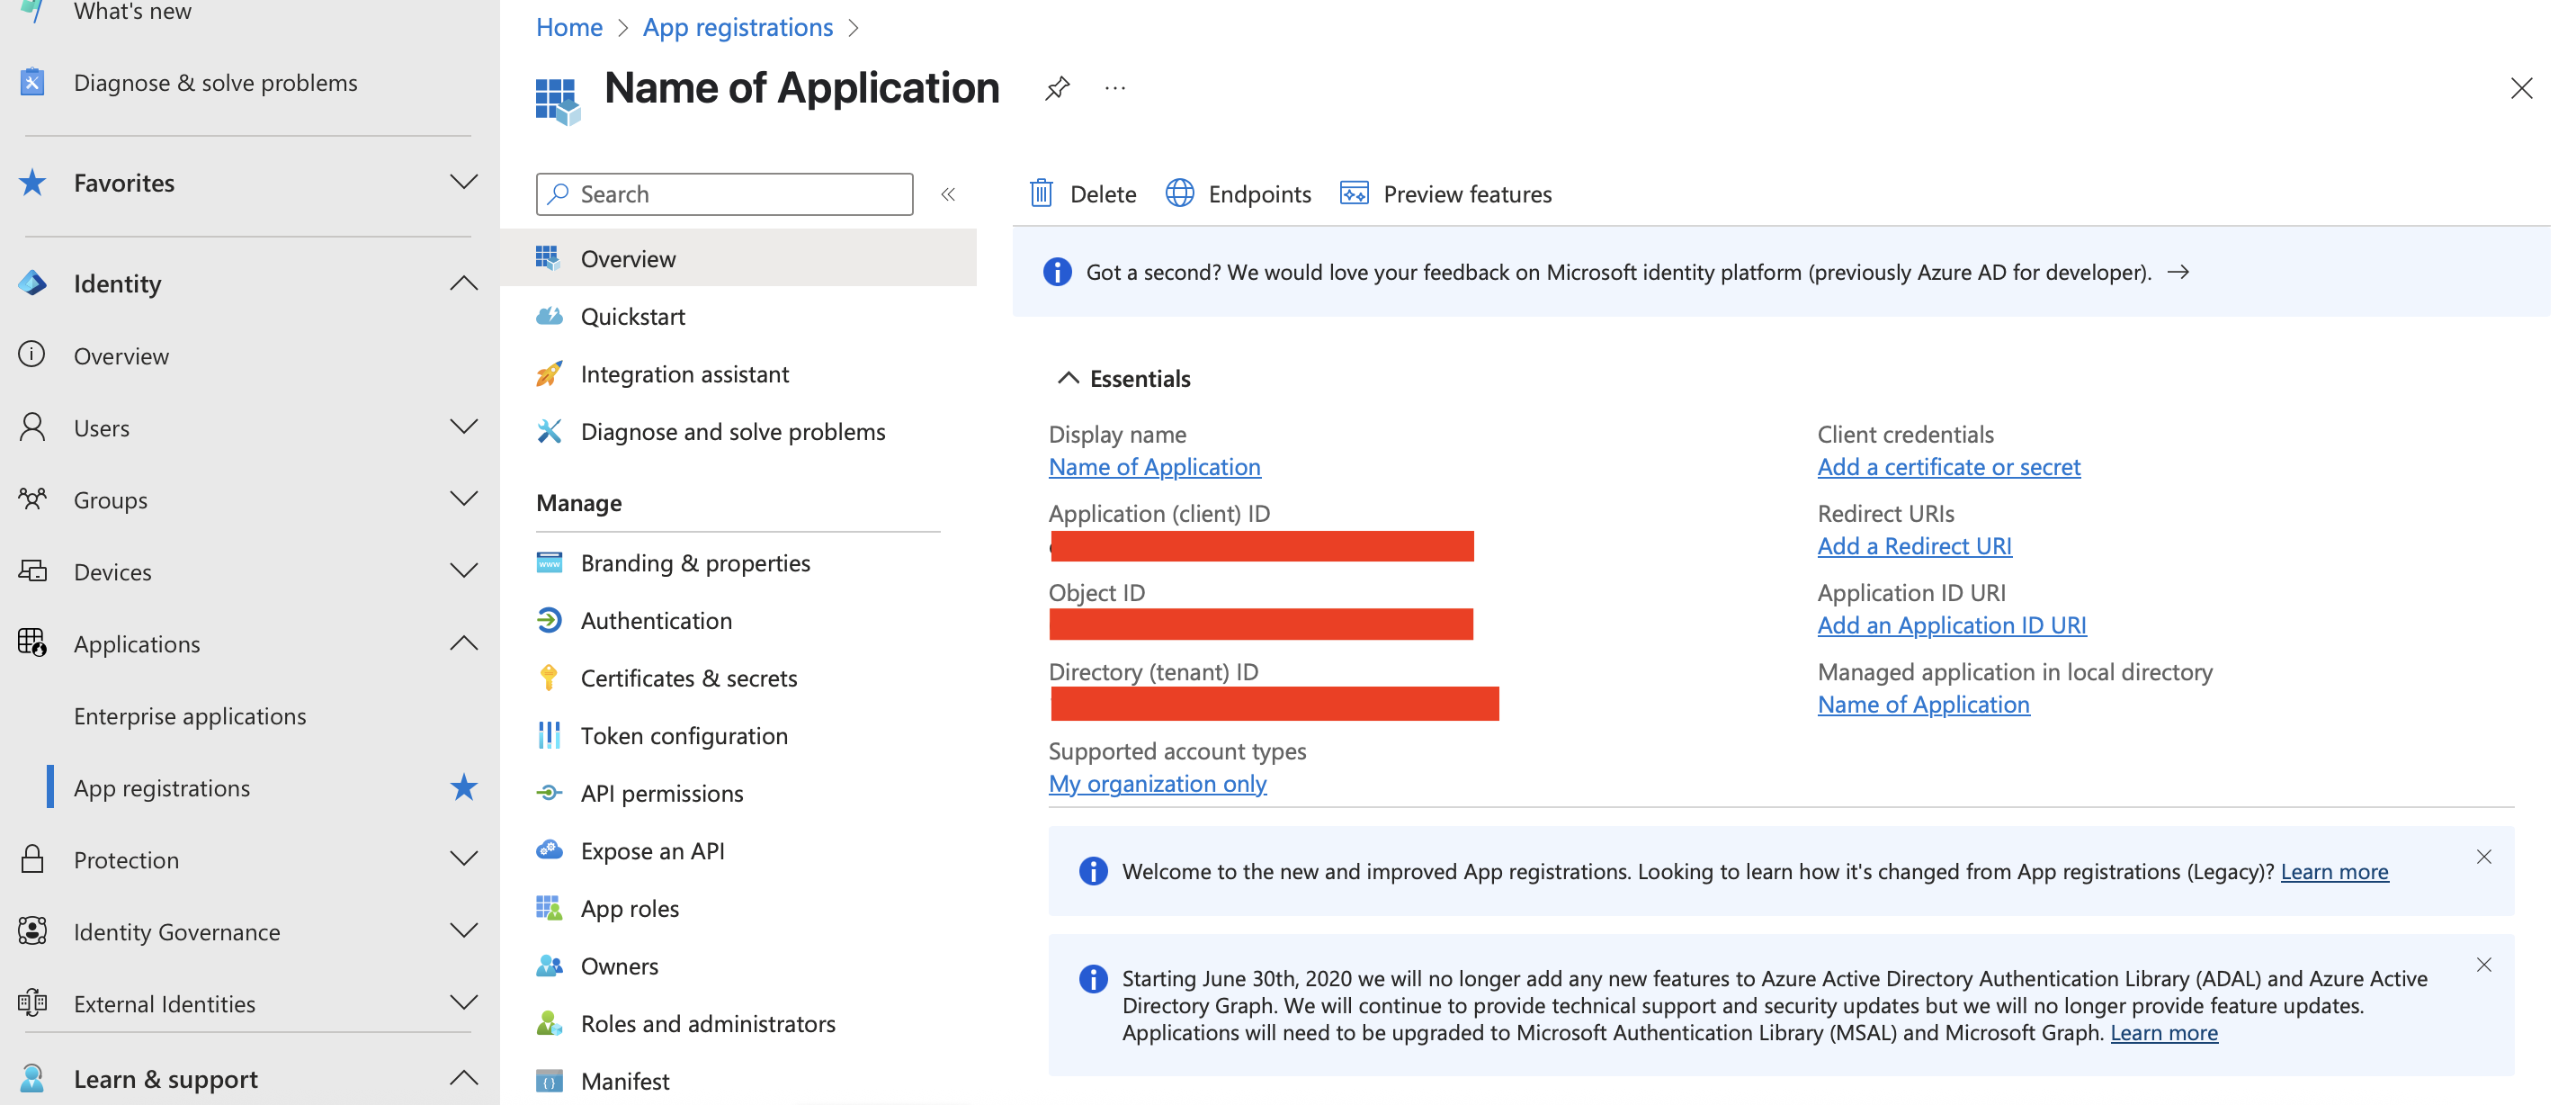 What's new
Diagnose & solve problems
Favorites
Identity
Overview
Users
Groups
Devices
Applications
Enterprise applications
App registrations
Protection
Identity Governance
External Identities
Learn & support
Home > App registrations >
Name of Application
...
Search
«
Overview
Quickstart
Integration assistant
Diagnose and solve problems
Manage
Branding & properties
Authentication
Certificates & secrets
Token configuration
API permissions
Expose an API
App roles
Owners
Roles and administrators
Manifest
Delete
Endpoints
Preview features
Got a second? We would love your feedback on Microsoft identity platform (previously Azure AD for developer). →
Essentials
Display name
Name of Application
Application (client) ID
Object ID
Directory (tenant) ID
Supported account types
My organization only
Client credentials
Add a certificate or secret
Redirect URIs
Add a Redirect URI
Application ID URI
Add an Application ID URI
Managed application in local directory
Name of Application
Welcome to the new and improved App registrations. Looking to learn how it's changed from App registrations (Legacy)? Learn more
Starting June 30th, 2020 we will no longer add any new features to Azure Active Directory Authentication Library (ADAL) and Azure Active
Directory Graph. We will continue to provide technical support and security updates but we will no longer provide feature updates.
Applications will need to be upgraded to Microsoft Authentication Library (MSAL) and Microsoft Graph. Learn more